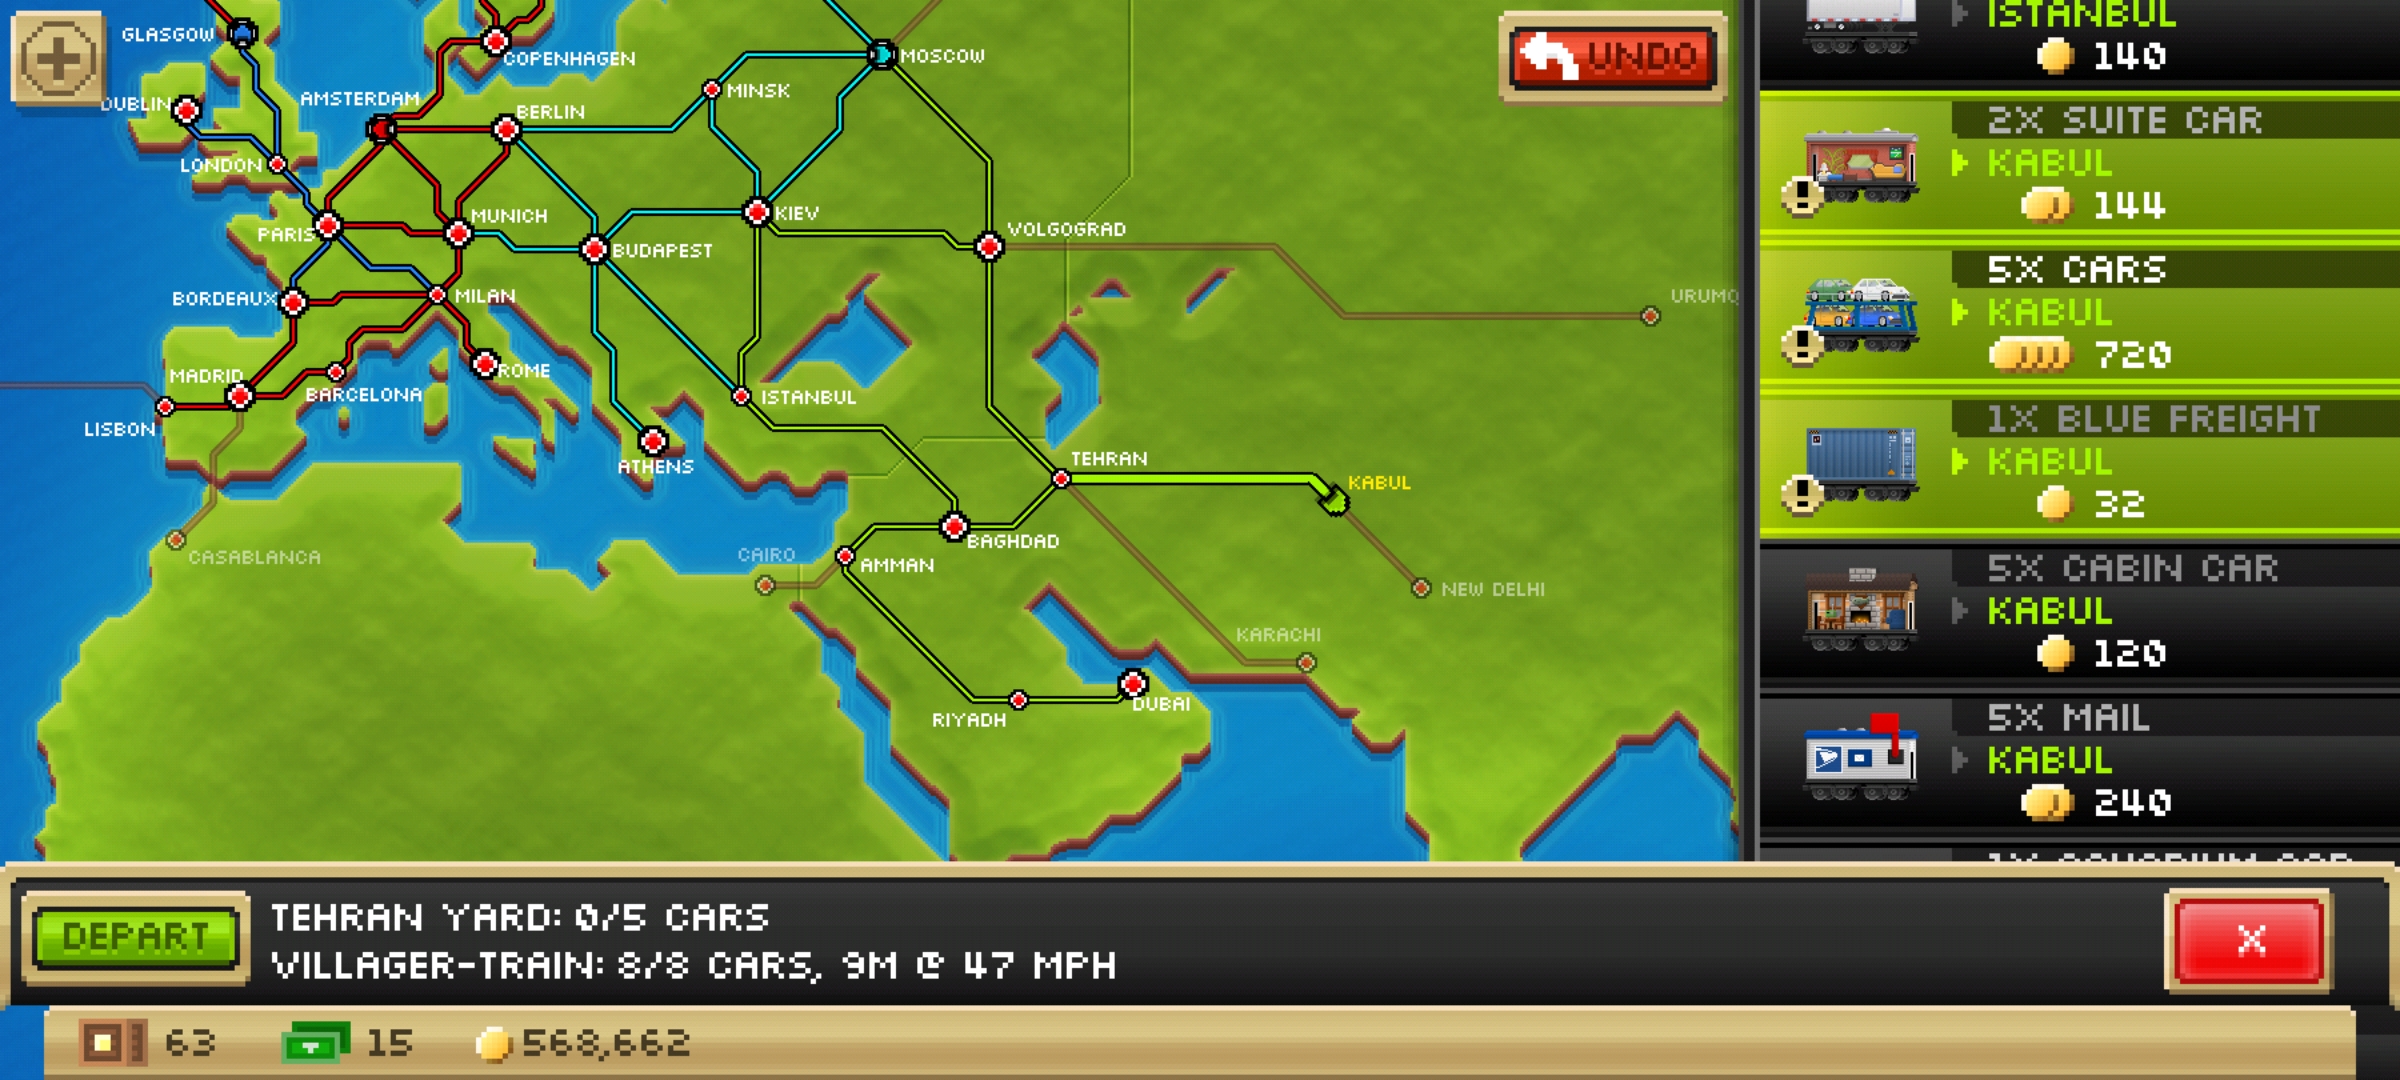 GLASGOW
COPENHAGEN
MOSCOW
UNDO
ISTANBUL
140
MINSK
DUBLIN
AMSTERDAM
BERLIN
2X SUITE CAR
KABUL
144
LONDON
PARIS
MUNICH
BUDAPEST
KIEV
VOLGOGRAD
5X CARS
KABUL
720
BORDEAUX
MILAN
MADRID
ROME
BARCELONA
LISBON
ISTANBUL
ATHENS
1X BLUE FREIGHT
KABUL
32
TEHRAN
KABUL
BAGHDAD
CASABLANCA
CAIRO
AMMAN
NEW DELHI
5X CABIN CAR
KABUL
120
KARACHI
RIYADH
DUBAI
5X MAIL
KABUL
240
DEPART
TEHRAN YARD: 0/5 CARS
VILLAGER-TRAIN: 8/8 CARS, 9M @ 47 MPH
X
63
15
568,662